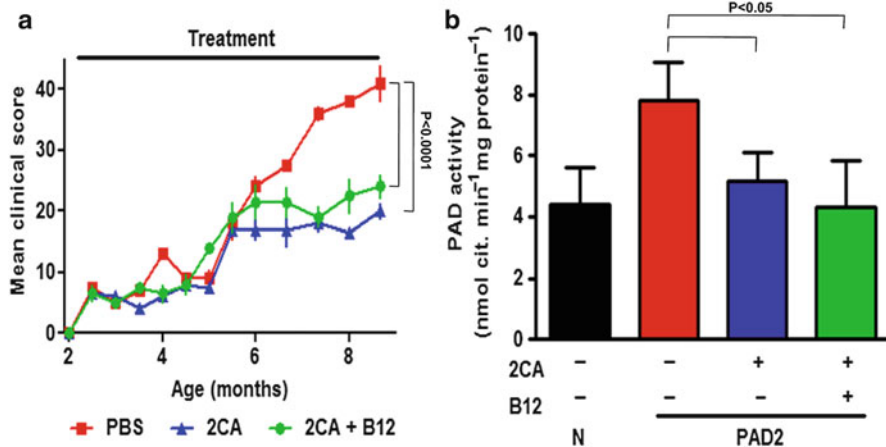 a
Treatment
Mean clinical score
40
30
20
10
0
2 4 6 8
Age (months)
P<0.0001
PBS 2CA 2CA + B12
b
P<0.05
PAD activity
(nmol cit. min⁻¹ mg protein⁻¹)
10
8
6
4
2
0
2CA – – + +
B12 – – – +
N PAD2